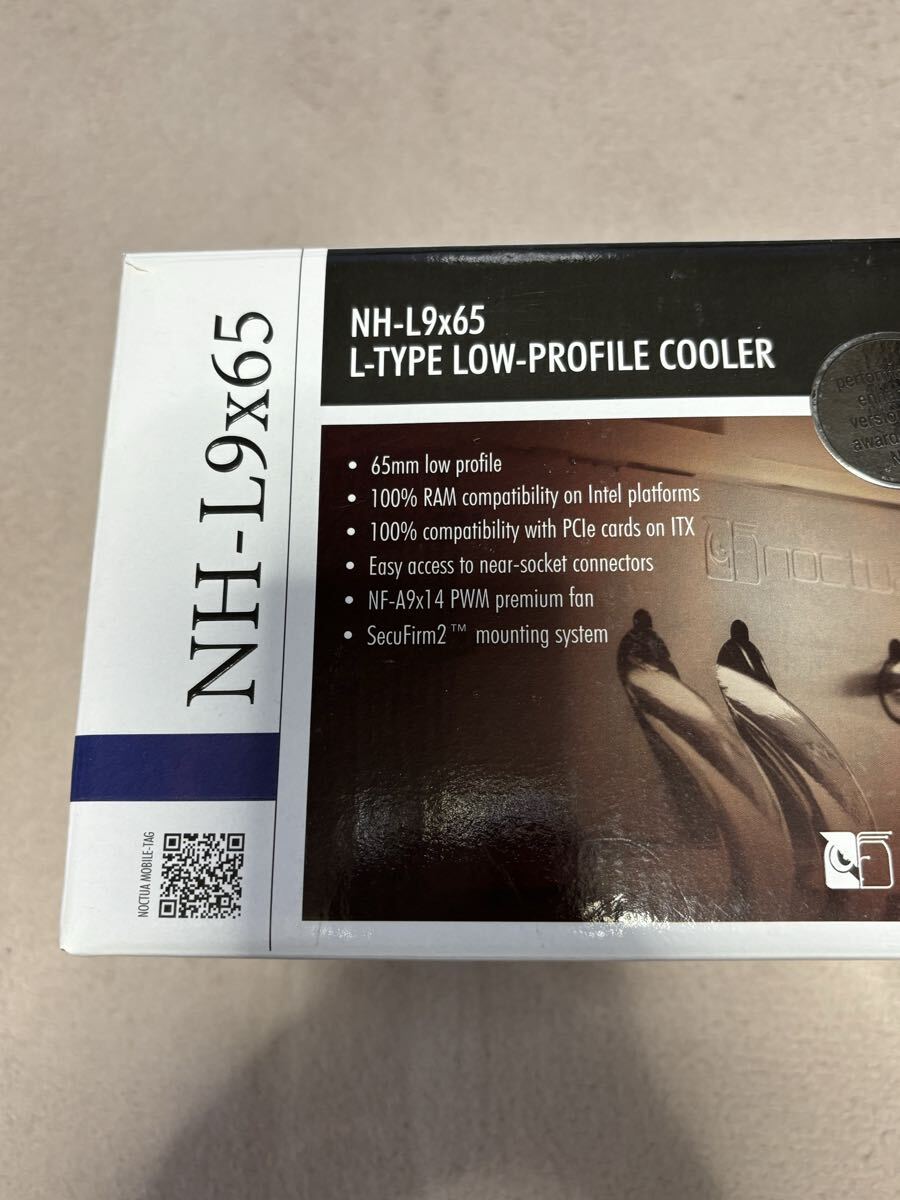 NH-L9x65
NH-L9x65
L-TYPE LOW-PROFILE COOLER
• 65mm low profile
• 100% RAM compatibility on Intel platforms
• 100% compatibility with PCIe cards on ITX
• Easy access to near-socket connectors
• NF-A9x14 PWM premium fan
• SecuFirm2™ mounting system
noctua
NOCTUA MOBILE-TAG